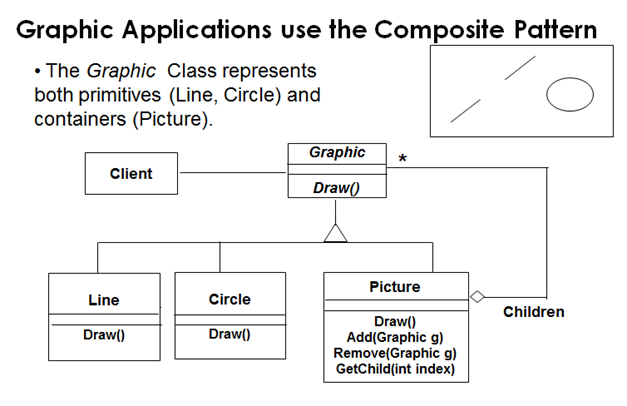 Graphic Applications use the Composite Pattern
• The Graphic Class represents
both primitives (Line, Circle) and
containers (Picture).
Client
Graphic
Draw()
*
Line
Draw()
Circle
Draw()
Picture
Draw()
Add(Graphic g)
Remove(Graphic g)
GetChild(int index)
Children